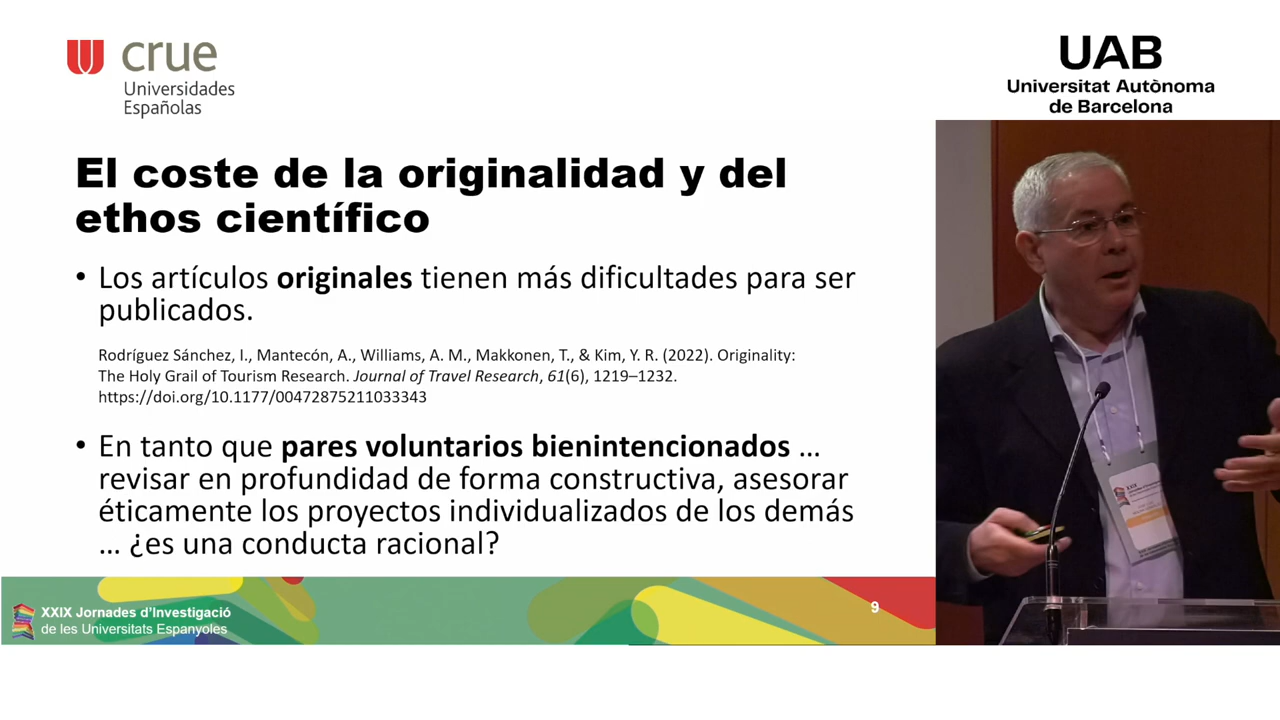 crue
Universidades
Españolas
UAB
Universitat Autònoma
de Barcelona
El coste de la originalidad y del
ethos científico
• Los artículos originales tienen más dificultades para ser
publicados.
Rodríguez Sánchez, I., Mantecón, A., Williams, A. M., Makkonen, T., & Kim, Y. R. (2022). Originality:
The Holy Grail of Tourism Research. Journal of Travel Research, 61(6), 1219–1232.
https://doi.org/10.1177/00472875211033343
• En tanto que pares voluntarios bienintencionados ...
revisar en profundidad de forma constructiva, asesorar
éticamente los proyectos individualizados de los demás
... ¿es una conducta racional?
XXIX Jornades d'Investigació
de les Universitats Espanyoles
9
XXIX